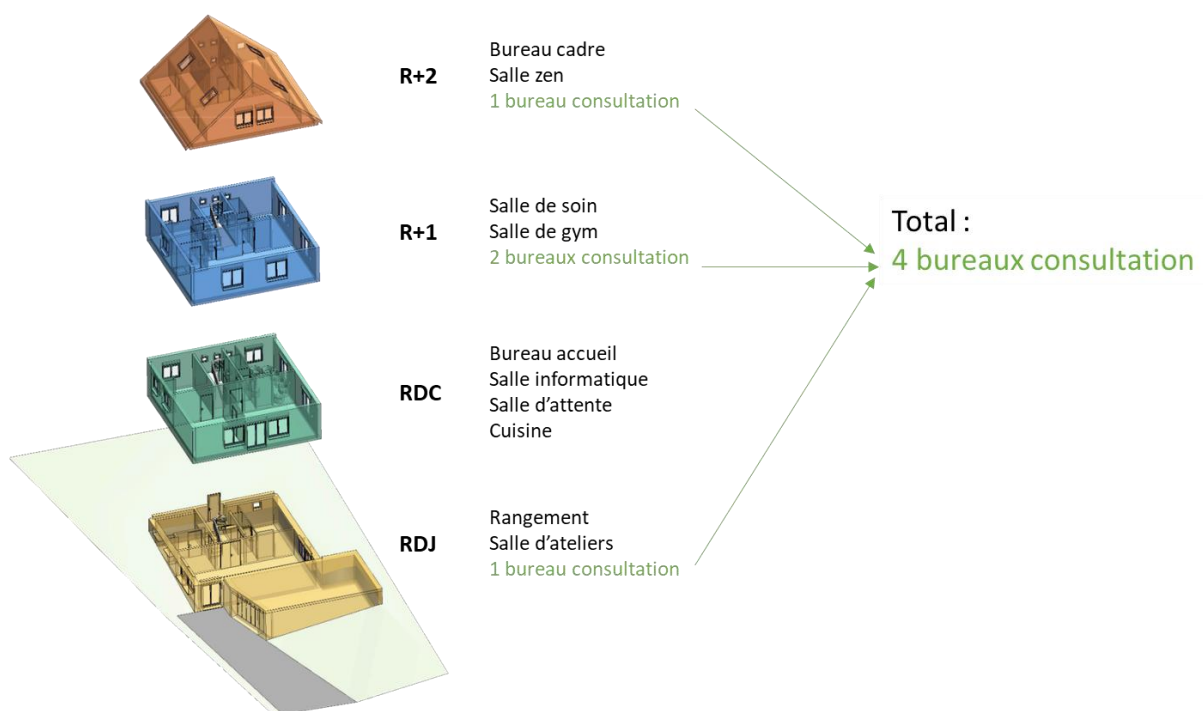 R+2
Bureau cadre
Salle zen
1 bureau consultation
R+1
Salle de soin
Salle de gym
2 bureaux consultation
RDC
Bureau accueil
Salle informatique
Salle d’attente
Cuisine
RDJ
Rangement
Salle d’ateliers
1 bureau consultation
Total :
4 bureaux consultation